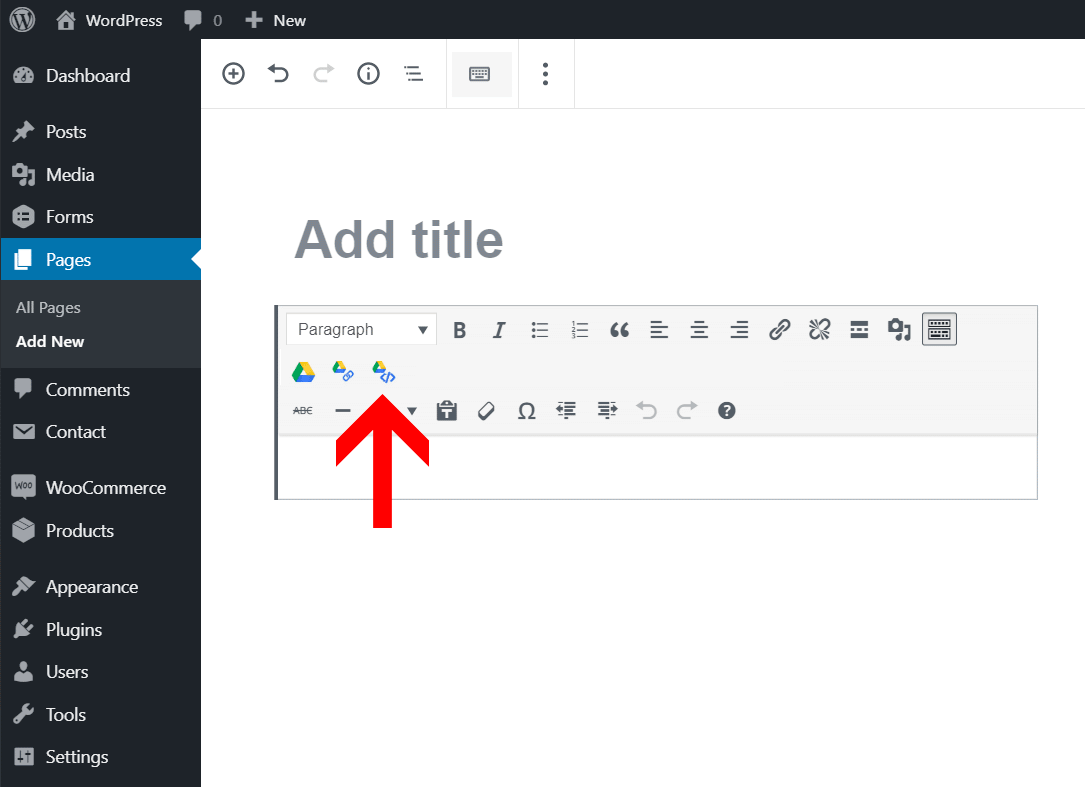 WordPress 0 New
Dashboard
Posts
Media
Forms
Pages
All Pages
Add New
Comments
Contact
WOO WooCommerce
Products
Appearance
Plugins
Users
Tools
Settings
Add title
Paragraph
ABC